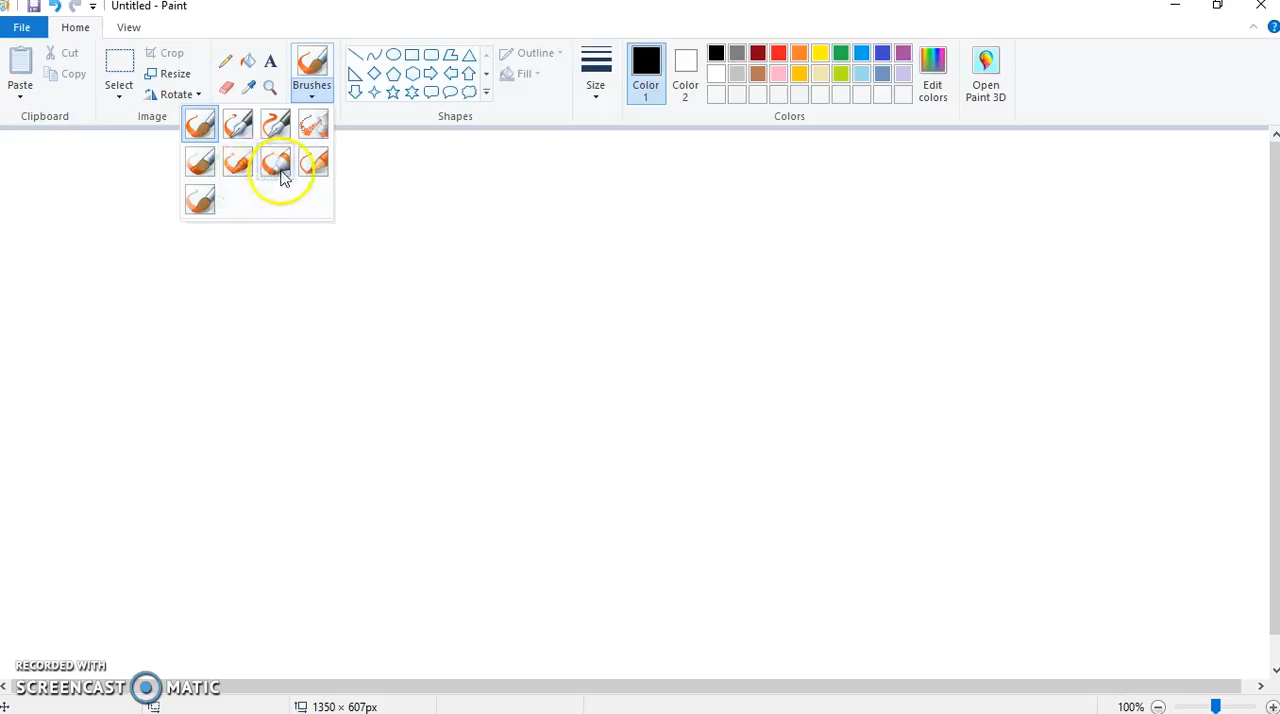 Untitled - Paint
File
Home
View
Paste
Cut
Copy
Clipboard
Select
Crop
Resize
Rotate
Image
A
Brushes
Outline
Fill
Shapes
Size
Color 1
Color 2
Edit colors
Colors
Open Paint 3D
RECORDED WITH
SCREENCAST MATIC
1350 × 607px
100%